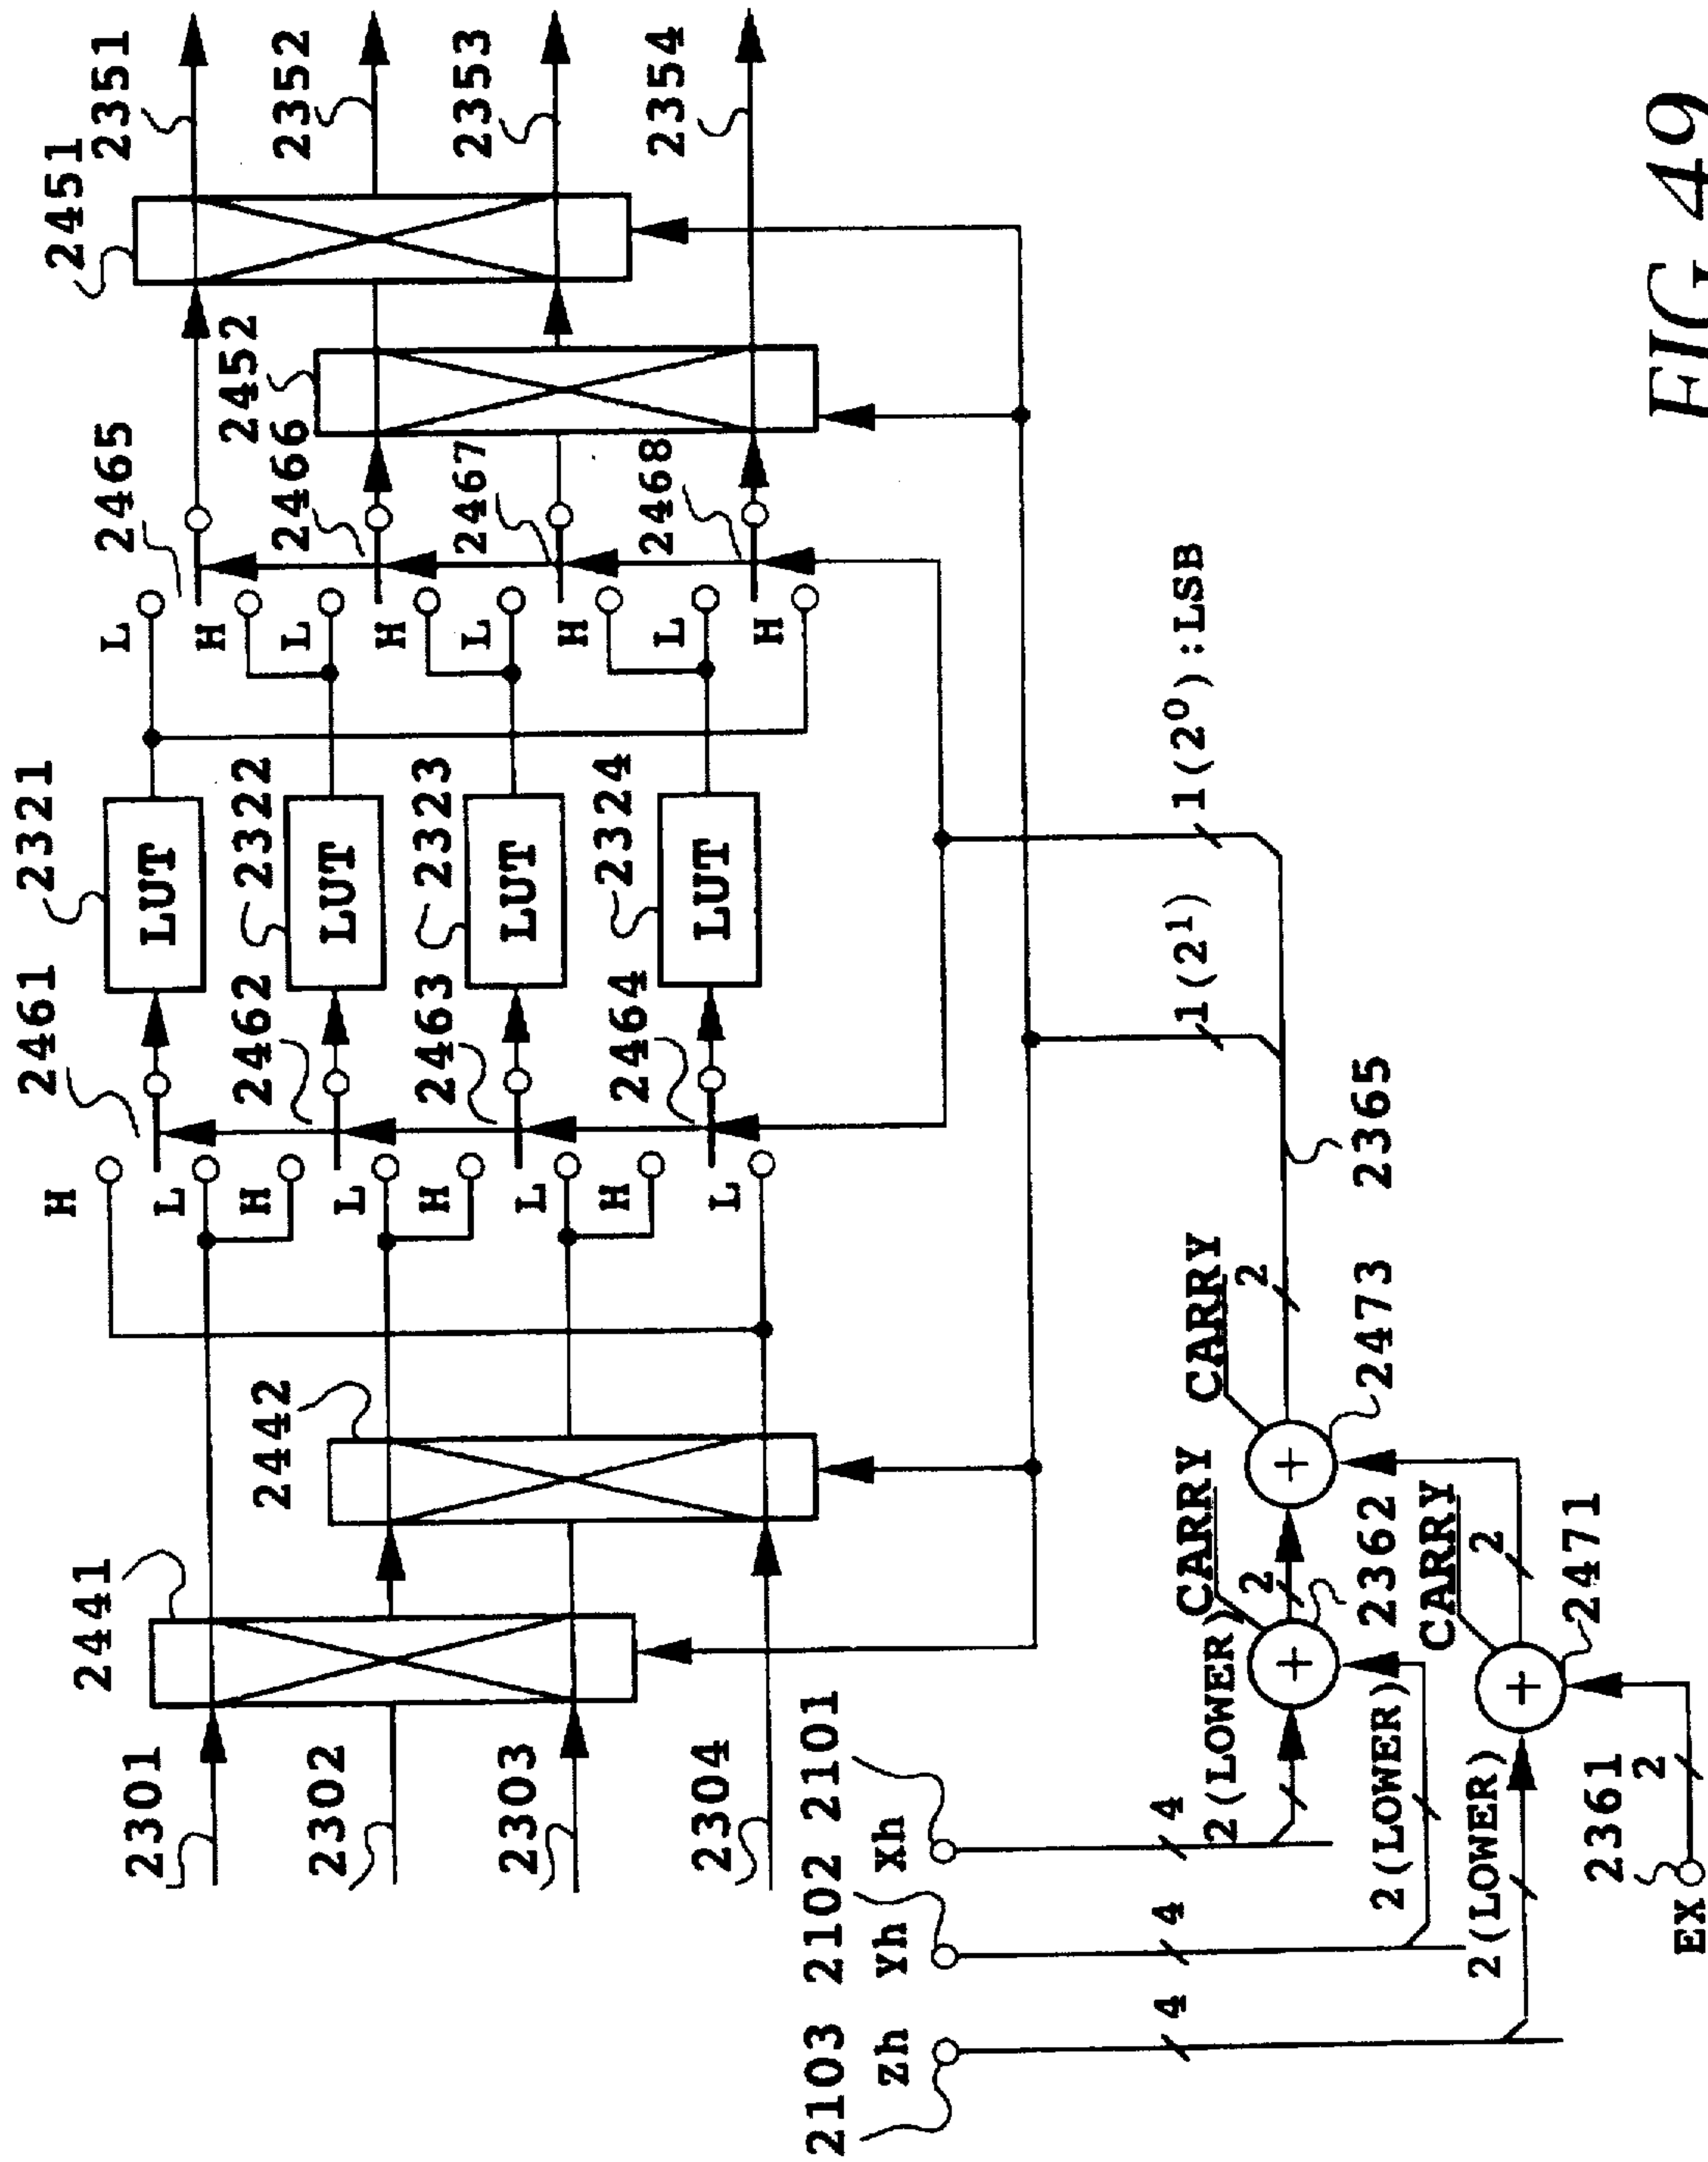 2451
2351
2352
2353
2354
2465
2452
2466
2467
2468
L
H
L
H
L
H
L
H
2321
2322
2323
2324
LUT
LUT
LUT
LUT
2461
2462
2463
2464
H
L
H
L
H
L
H
L
2441
2442
2301
2302
2303
2304
1(2⁰):LSB
1(2¹)
2365
CARRY
2
2473
CARRY
2
2362
CARRY
2
2471
2(LOWER)
2(LOWER)
2(LOWER)
2103 2102 2101
Zh Yh Xh
4
4
4
2361
2
EX
FIG 49